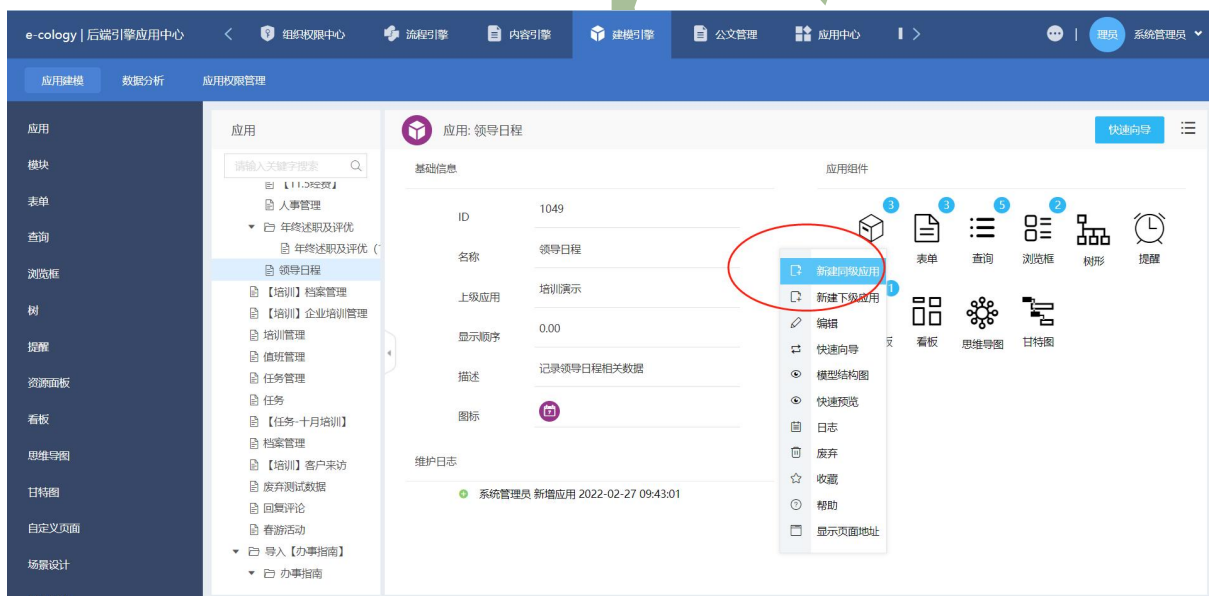 e-cology | 后端引擎应用中心
组织权限中心
流程引擎
内容引擎
建模引擎
公文管理
应用中心
理员
系统管理员
应用建模
数据分析
应用权限管理
应用
模块
表单
查询
浏览框
树
提醒
资源面板
看板
思维导图
甘特图
自定义页面
场景设计
应用
请输入关键字搜索
【11.5经费】
人事管理
年终述职及评优
年终述职及评优（
领导日程
【培训】档案管理
【培训】企业培训管理
培训管理
值班管理
任务管理
任务
【任务-十月培训】
档案管理
【培训】客户来访
废弃测试数据
回复评论
春游活动
导入【办事指南】
办事指南
应用: 领导日程
快速向导
基础信息
ID
1049
名称
领导日程
上级应用
培训演示
显示顺序
0.00
描述
记录领导日程相关数据
图标
维护日志
系统管理员 新增应用 2022-02-27 09:43:01
应用组件
3
3
表单
5
查询
2
浏览框
树形
提醒
1
看板
思维导图
甘特图
新建同级应用
新建下级应用
编辑
快速向导
模型结构图
快速预览
日志
废弃
收藏
帮助
显示页面地址